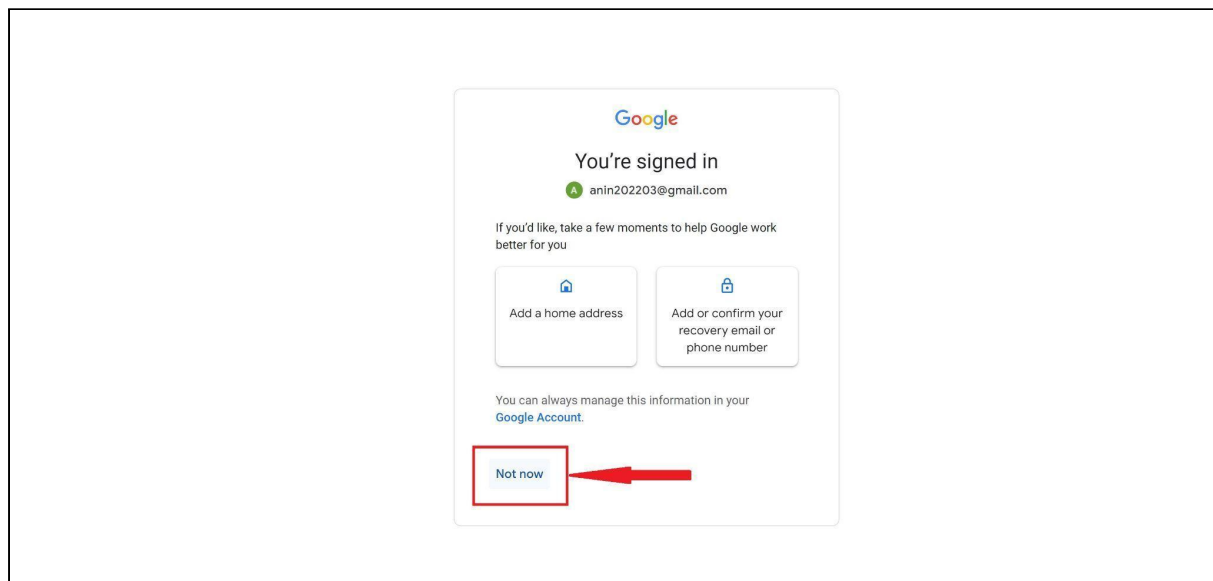 Google
You're signed in
A anin202203@gmail.com
If you'd like, take a few moments to help Google work
better for you
Add a home address
Add or confirm your
recovery email or
phone number
You can always manage this information in your
Google Account.
Not now